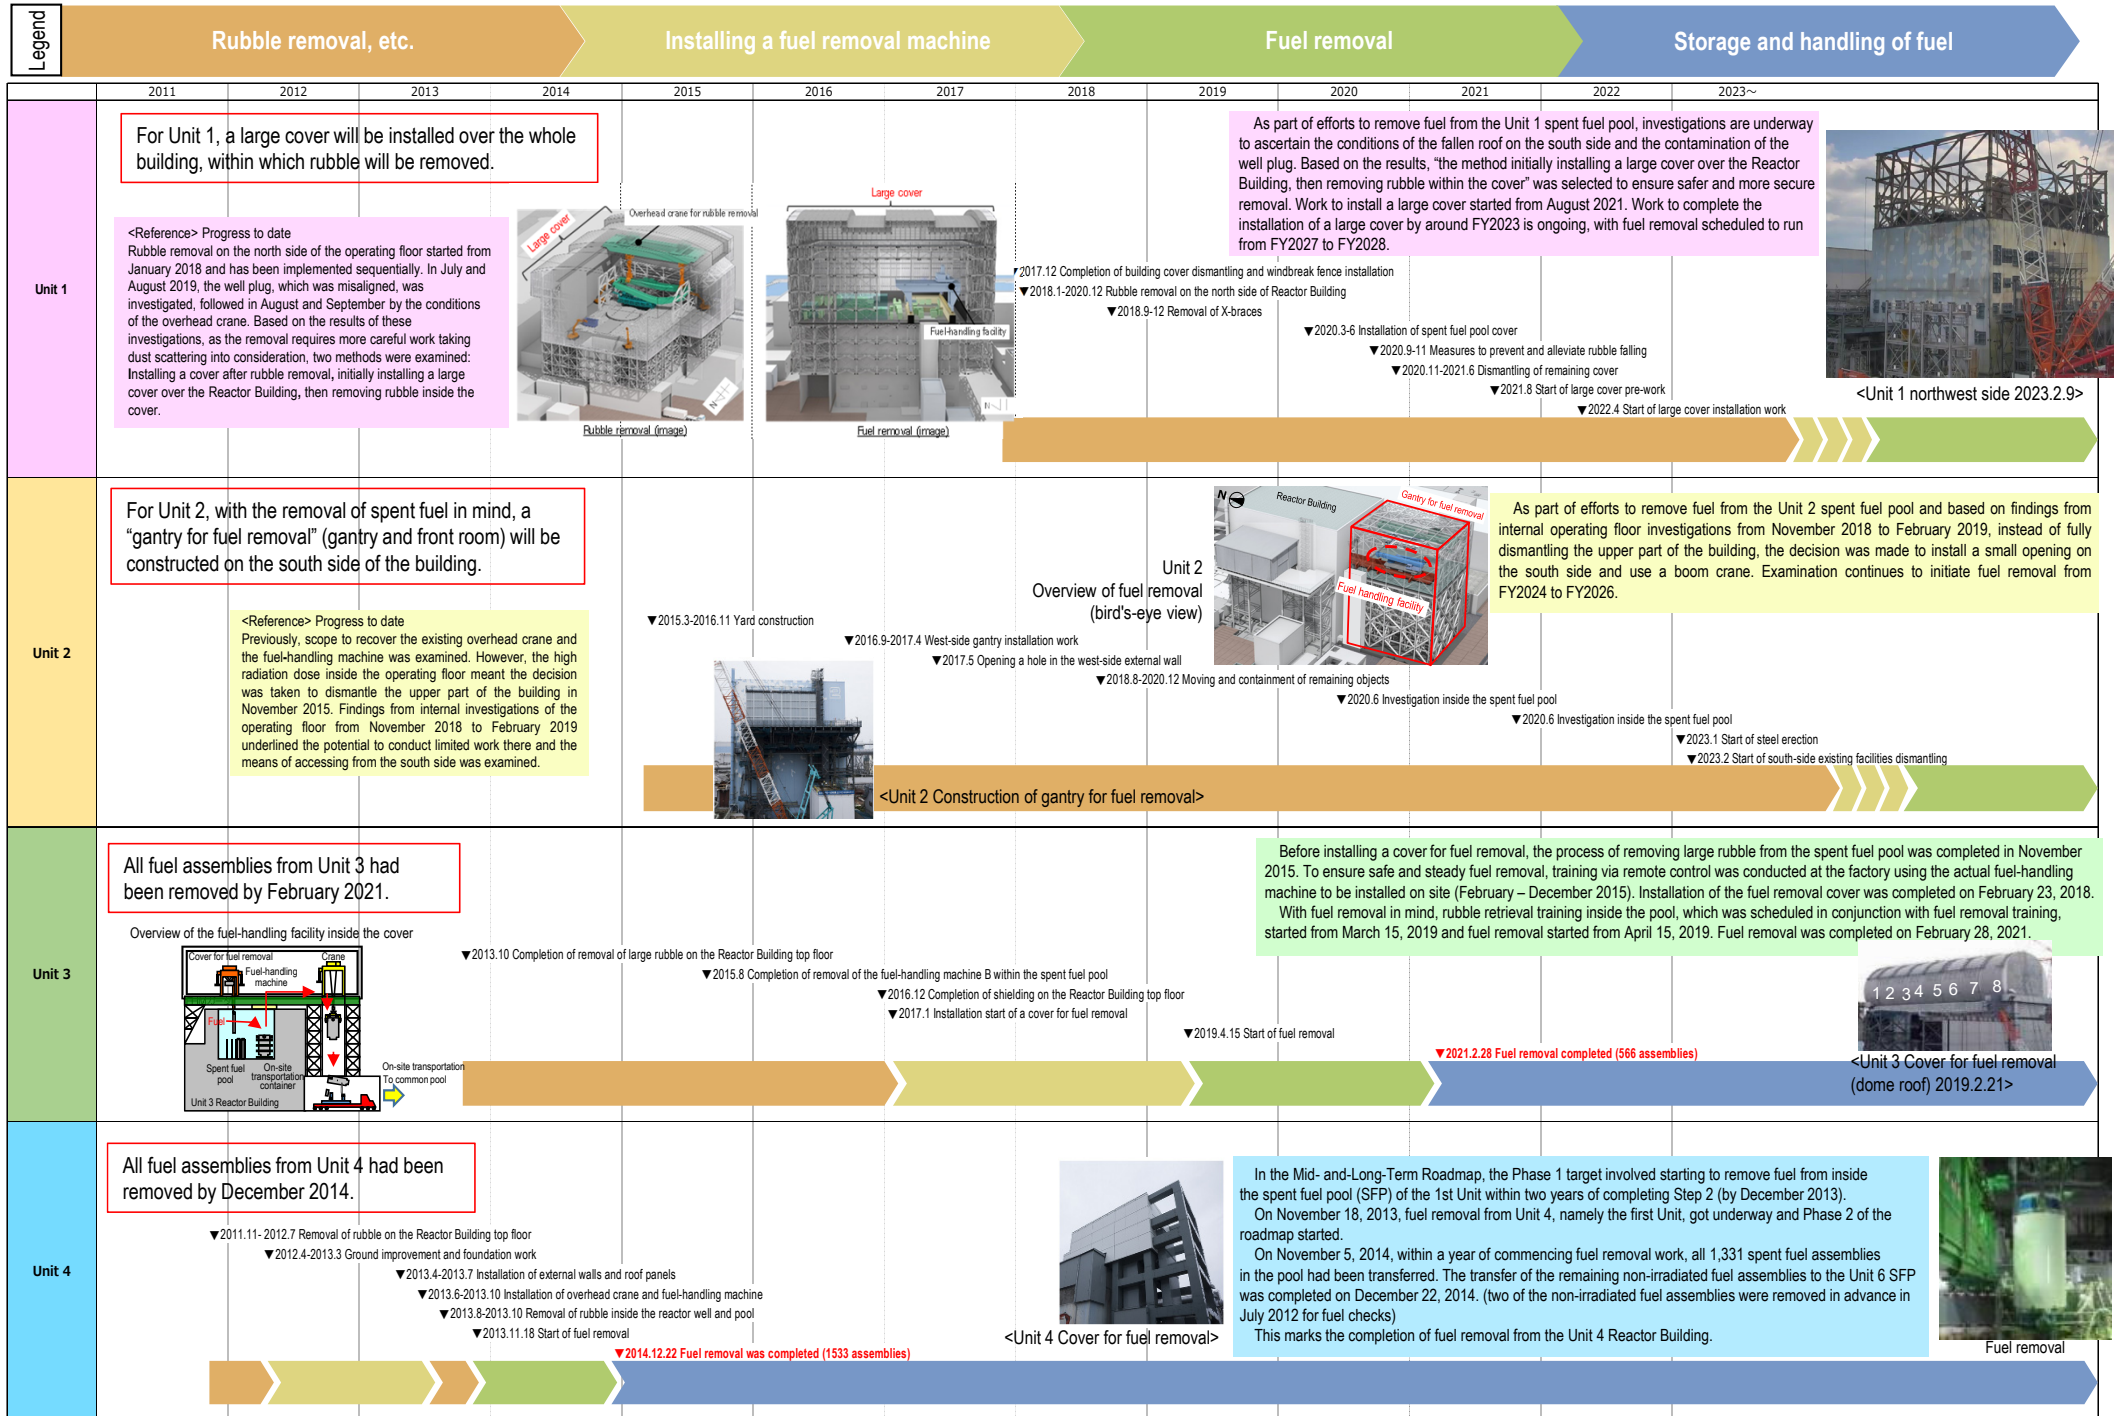 Legend
Rubble removal, etc.
Installing a fuel removal machine
Fuel removal
Storage and handling of fuel
2011
2012
2013
2014
2015
2016
2017
2018
2019
2020
2021
2022
2023～
Unit 1
For Unit 1, a large cover will be installed over the whole
building, within which rubble will be removed.
<Reference> Progress to date
Rubble removal on the north side of the operating floor started from
January 2018 and has been implemented sequentially. In July and
August 2019, the well plug, which was misaligned, was
investigated, followed in August and September by the conditions
of the overhead crane. Based on the results of these
investigations, as the removal requires more careful work taking
dust scattering into consideration, two methods were examined:
Installing a cover after rubble removal, initially installing a large
cover over the Reactor Building, then removing rubble inside the
cover.
Large cover
Overhead crane for rubble removal
N
Rubble removal (image)
Large cover
Fuel-handling facility
N
Fuel removal (image)
As part of efforts to remove fuel from the Unit 1 spent fuel pool, investigations are underway
to ascertain the conditions of the fallen roof on the south side and the contamination of the
well plug. Based on the results, “the method initially installing a large cover over the Reactor
Building, then removing rubble within the cover” was selected to ensure safer and more secure
removal. Work to install a large cover started from August 2021. Work to complete the
installation of a large cover by around FY2023 is ongoing, with fuel removal scheduled to run
from FY2027 to FY2028.
▼2017.12 Completion of building cover dismantling and windbreak fence installation
▼2018.1-2020.12 Rubble removal on the north side of Reactor Building
▼2018.9-12 Removal of X-braces
▼2020.3-6 Installation of spent fuel pool cover
▼2020.9-11 Measures to prevent and alleviate rubble falling
▼2020.11-2021.6 Dismantling of remaining cover
▼2021.8 Start of large cover pre-work
▼2022.4 Start of large cover installation work
<Unit 1 northwest side 2023.2.9>
Unit 2
For Unit 2, with the removal of spent fuel in mind, a
“gantry for fuel removal” (gantry and front room) will be
constructed on the south side of the building.
<Reference> Progress to date
Previously, scope to recover the existing overhead crane and
the fuel-handling machine was examined. However, the high
radiation dose inside the operating floor meant the decision
was taken to dismantle the upper part of the building in
November 2015. Findings from internal investigations of the
operating floor from November 2018 to February 2019
underlined the potential to conduct limited work there and the
means of accessing from the south side was examined.
Unit 2
Overview of fuel removal
(bird's-eye view)
N
Reactor Building
Gantry for fuel removal
Fuel handling facility
As part of efforts to remove fuel from the Unit 2 spent fuel pool and based on findings from
internal operating floor investigations from November 2018 to February 2019, instead of fully
dismantling the upper part of the building, the decision was made to install a small opening on
the south side and use a boom crane. Examination continues to initiate fuel removal from
FY2024 to FY2026.
▼2015.3-2016.11 Yard construction
▼2016.9-2017.4 West-side gantry installation work
▼2017.5 Opening a hole in the west-side external wall
▼2018.8-2020.12 Moving and containment of remaining objects
▼2020.6 Investigation inside the spent fuel pool
▼2020.6 Investigation inside the spent fuel pool
▼2023.1 Start of steel erection
▼2023.2 Start of south-side existing facilities dismantling
<Unit 2 Construction of gantry for fuel removal>
Unit 3
All fuel assemblies from Unit 3 had
been removed by February 2021.
Overview of the fuel-handling facility inside the cover
Cover for fuel removal
Crane
Fuel-handling
machine
Fuel
Spent fuel
pool
On-site
transportation
container
Unit 3 Reactor Building
On-site transportation
To common pool
Before installing a cover for fuel removal, the process of removing large rubble from the spent fuel pool was completed in November
2015. To ensure safe and steady fuel removal, training via remote control was conducted at the factory using the actual fuel-handling
machine to be installed on site (February – December 2015). Installation of the fuel removal cover was completed on February 23, 2018.
With fuel removal in mind, rubble retrieval training inside the pool, which was scheduled in conjunction with fuel removal training,
started from March 15, 2019 and fuel removal started from April 15, 2019. Fuel removal was completed on February 28, 2021.
▼2013.10 Completion of removal of large rubble on the Reactor Building top floor
▼2015.8 Completion of removal of the fuel-handling machine B within the spent fuel pool
▼2016.12 Completion of shielding on the Reactor Building top floor
▼2017.1 Installation start of a cover for fuel removal
▼2019.4.15 Start of fuel removal
▼2021.2.28 Fuel removal completed (566 assemblies)
1 2 3 4 5 6 7 8
<Unit 3 Cover for fuel removal
(dome roof) 2019.2.21>
Unit 4
All fuel assemblies from Unit 4 had been
removed by December 2014.
▼2011.11- 2012.7 Removal of rubble on the Reactor Building top floor
▼2012.4-2013.3 Ground improvement and foundation work
▼2013.4-2013.7 Installation of external walls and roof panels
▼2013.6-2013.10 Installation of overhead crane and fuel-handling machine
▼2013.8-2013.10 Removal of rubble inside the reactor well and pool
▼2013.11.18 Start of fuel removal
▼2014.12.22 Fuel removal was completed (1533 assemblies)
<Unit 4 Cover for fuel removal>
In the Mid- and-Long-Term Roadmap, the Phase 1 target involved starting to remove fuel from inside
the spent fuel pool (SFP) of the 1st Unit within two years of completing Step 2 (by December 2013).
On November 18, 2013, fuel removal from Unit 4, namely the first Unit, got underway and Phase 2 of the
roadmap started.
On November 5, 2014, within a year of commencing fuel removal work, all 1,331 spent fuel assemblies
in the pool had been transferred. The transfer of the remaining non-irradiated fuel assemblies to the Unit 6 SFP
was completed on December 22, 2014. (two of the non-irradiated fuel assemblies were removed in advance in
July 2012 for fuel checks)
This marks the completion of fuel removal from the Unit 4 Reactor Building.
Fuel removal